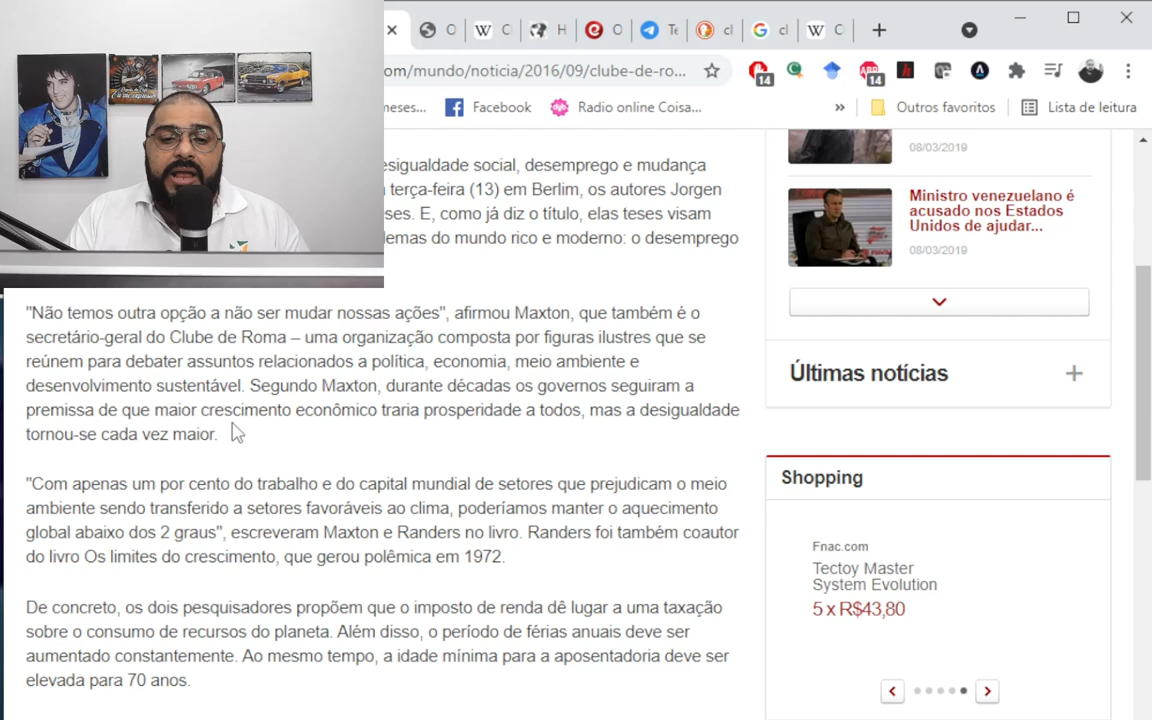 om/mundo/noticia/2016/09/clube-de-ro...
meses...
Facebook
Radio online Coisa...
»
Outros favoritos
Lista de leitura
esigualdade social, desemprego e mudança
terça-feira (13) em Berlim, os autores Jorgen
ses. E, como já diz o título, elas teses visam
lemas do mundo rico e moderno: o desemprego
"Não temos outra opção a não ser mudar nossas ações", afirmou Maxton, que também é o
secretário-geral do Clube de Roma – uma organização composta por figuras ilustres que se
reúnem para debater assuntos relacionados a política, economia, meio ambiente e
desenvolvimento sustentável. Segundo Maxton, durante décadas os governos seguiram a
premissa de que maior crescimento econômico traria prosperidade a todos, mas a desigualdade
tornou-se cada vez maior.
"Com apenas um por cento do trabalho e do capital mundial de setores que prejudicam o meio
ambiente sendo transferido a setores favoráveis ao clima, poderíamos manter o aquecimento
global abaixo dos 2 graus", escreveram Maxton e Randers no livro. Randers foi também coautor
do livro Os limites do crescimento, que gerou polêmica em 1972.
De concreto, os dois pesquisadores propõem que o imposto de renda dê lugar a uma taxação
sobre o consumo de recursos do planeta. Além disso, o período de férias anuais deve ser
aumentado constantemente. Ao mesmo tempo, a idade mínima para a aposentadoria deve ser
elevada para 70 anos.
08/03/2019
Ministro venezuelano é
acusado nos Estados
Unidos de ajudar...
08/03/2019
Últimas notícias
Shopping
Fnac.com
Tectoy Master
System Evolution
5 x R$43,80